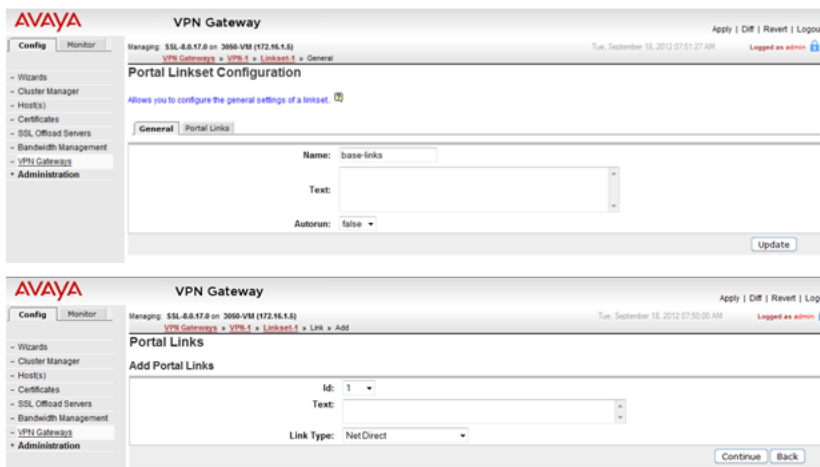 AVAYA
VPN Gateway
Apply | Diff | Revert | Logou
Config Monitor
Managing: SSL-8.0.17.0 on 3050-VM (172.16.1.5)
Tue, September 18, 2012 07:51:27 AM
Logged as admin
VPN Gateways » VPN-1 » Linkset-1 » General
Portal Linkset Configuration
Allows you to configure the general settings of a linkset..
– Wizards
– Cluster Manager
– Host(s)
– Certificates
– SSL Offload Servers
– Bandwidth Management
– VPN Gateways
+ Administration
General Portal Links
Name: base-links
Text:
Autorun: false
Update
AVAYA
VPN Gateway
Apply | Diff | Revert | Log
Config Monitor
Managing: SSL-8.0.17.0 on 3050-VM (172.16.1.5)
Tue, September 18, 2012 07:50:00 AM
Logged as admin
VPN Gateways » VPN-1 » Linkset-1 » Link » Add
Portal Links
Add Portal Links
– Wizards
– Cluster Manager
– Host(s)
– Certificates
– SSL Offload Servers
– Bandwidth Management
– VPN Gateways
+ Administration
Id: 1
Text:
Link Type: Net Direct
Continue Back